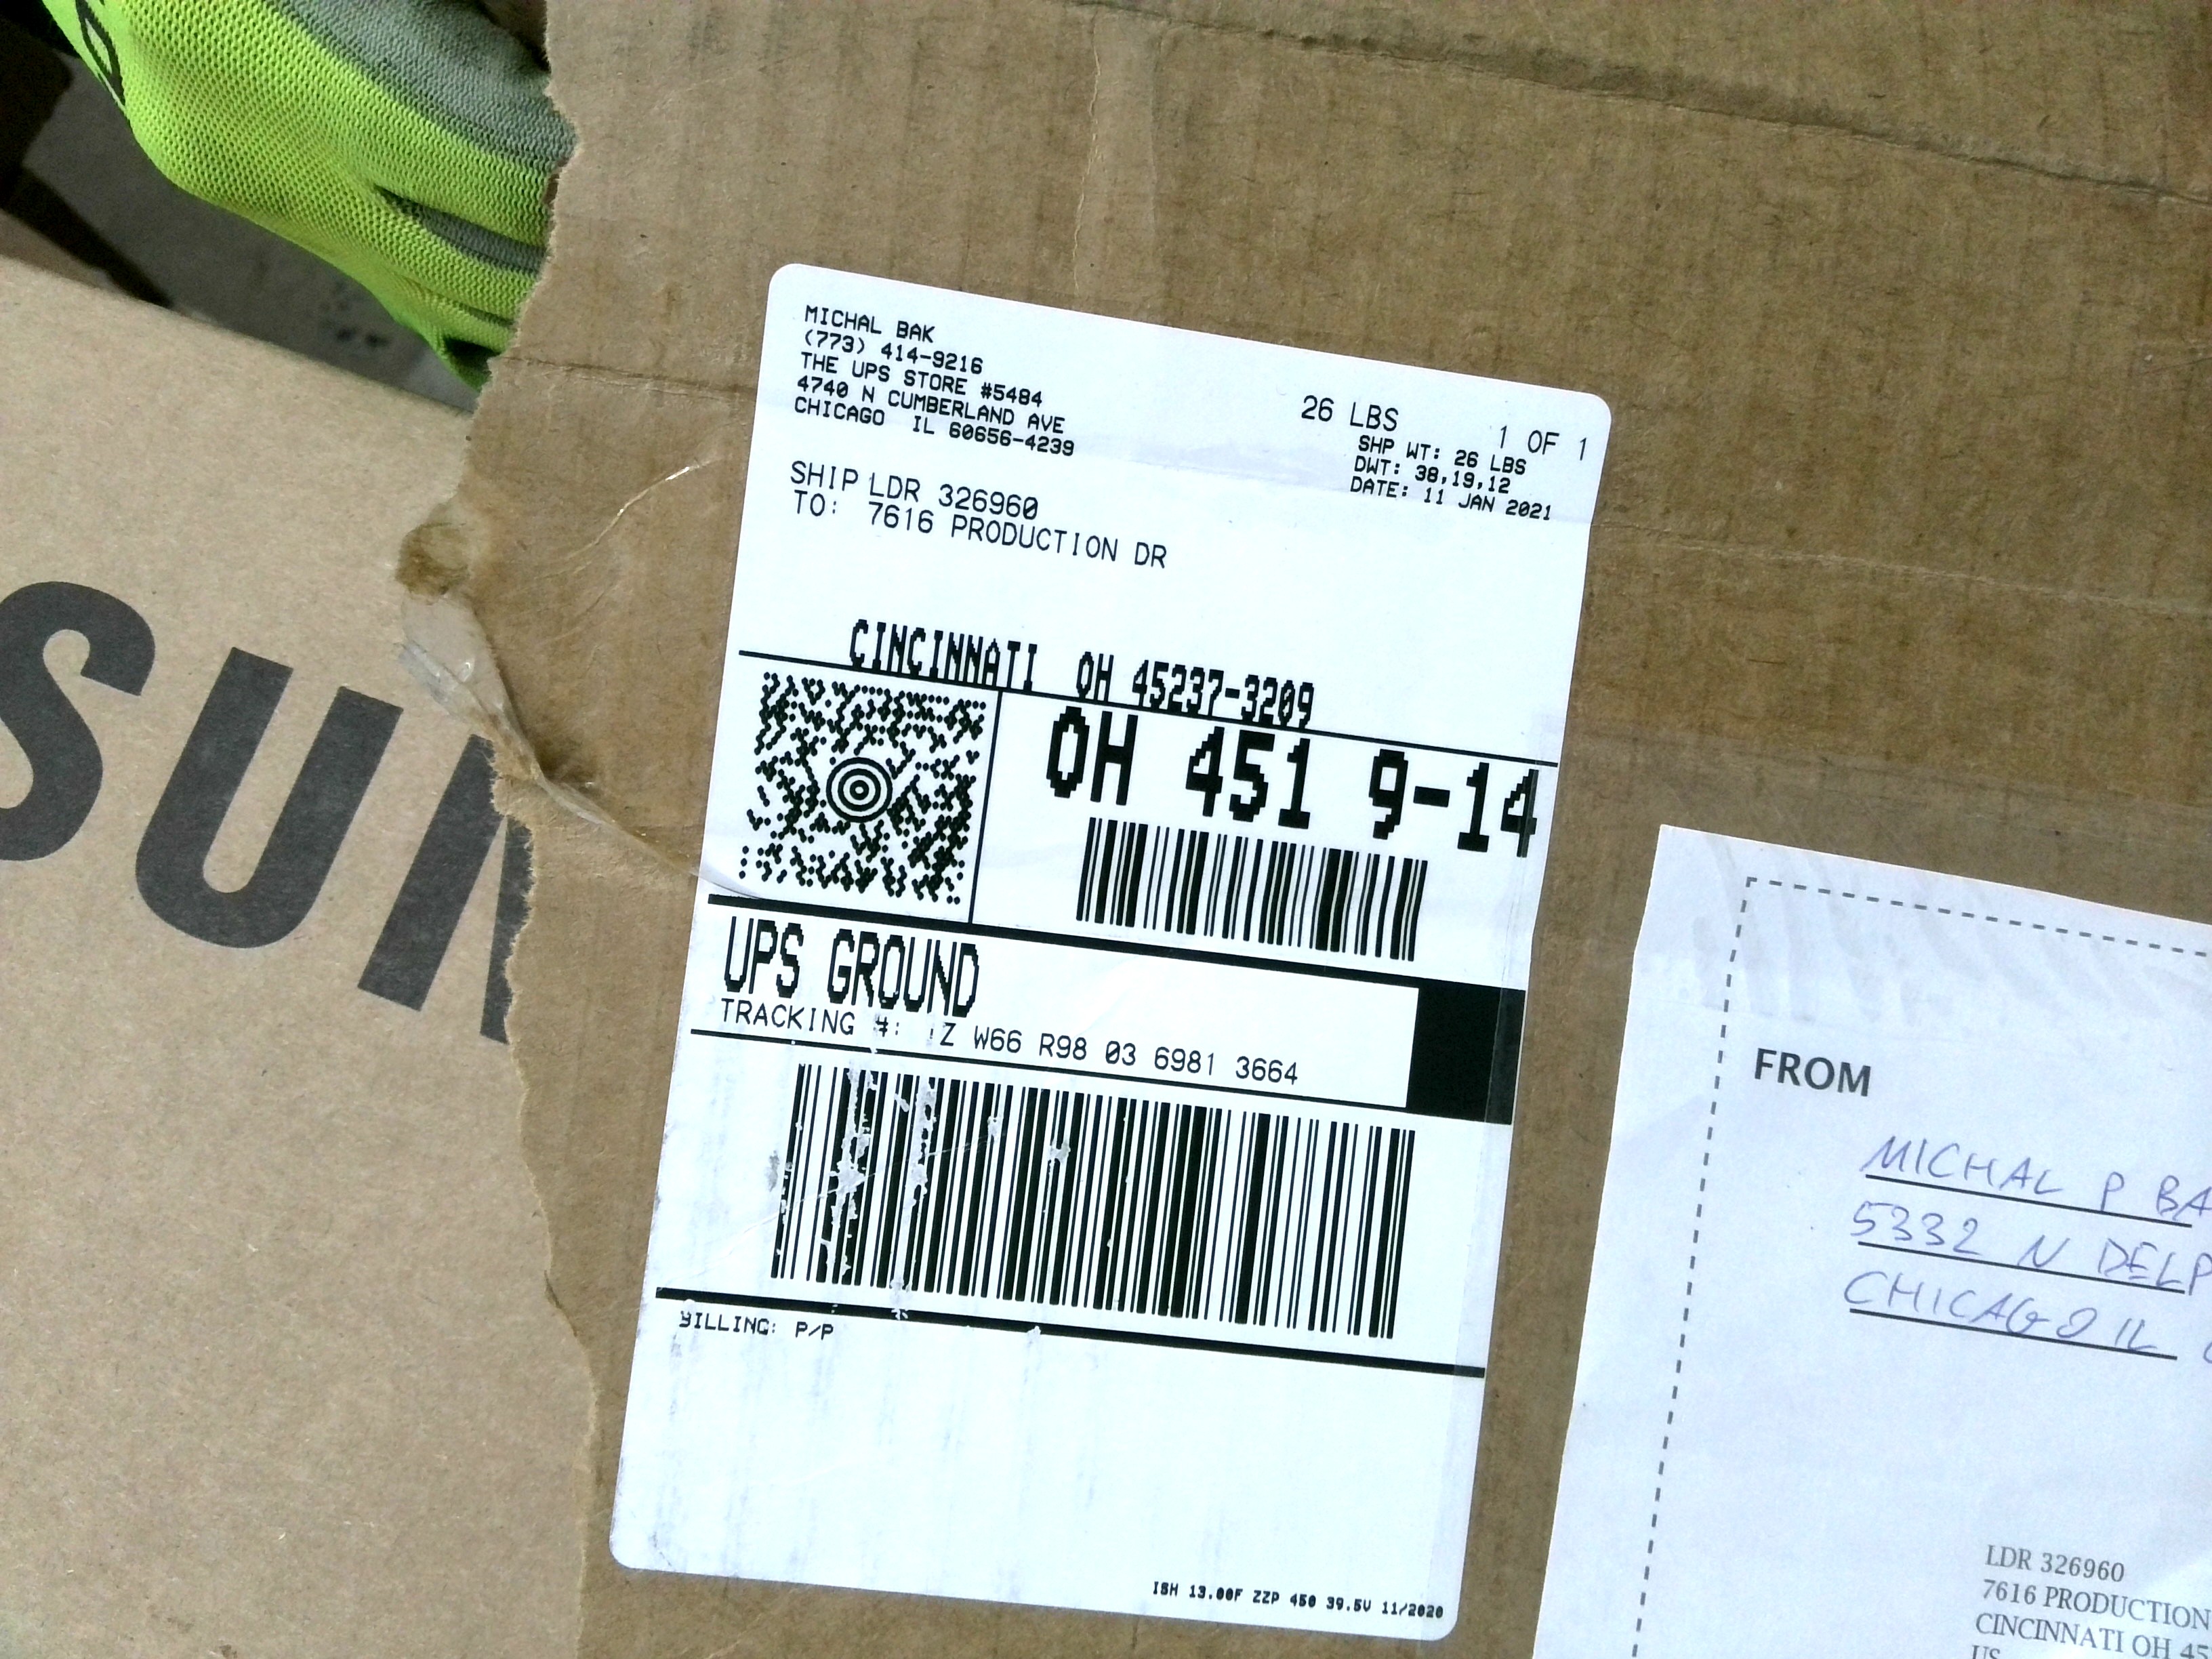 MICHAL BAK
(773) 414-9216
THE UPS STORE #5484
4740 N CUMBERLAND AVE
CHICAGO IL 60656-4239
26 LBS
1 OF 1
SHP WT: 26 LBS
DWT: 38,19,12
DATE: 11 JAN 2021
SHIP LDR 326960
TO: 7616 PRODUCTION DR
CINCINNATI OH 45237-3209
OH 451 9-14
UPS GROUND
TRACKING #: Z W66 R98 03 6981 3664
BILLING: P/P
ISH 13.00F ZZP 450 39.5V 11/2020
SUN
FROM
MICHAL P BA
5332 N DELP
CHICAGO IL
LDR 326960
7616 PRODUCTION
CINCINNATI OH 45
US